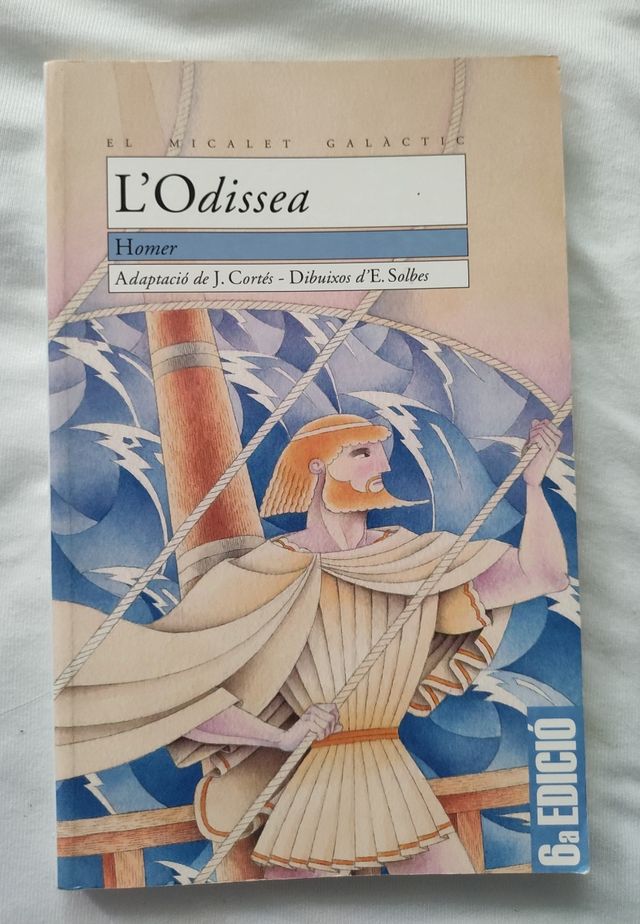 EL MICALET GALÀCTIC
L'Odissea
Homer
Adaptació de J. Cortés - Dibuixos d'E. Solbes
6a EDICIÓ